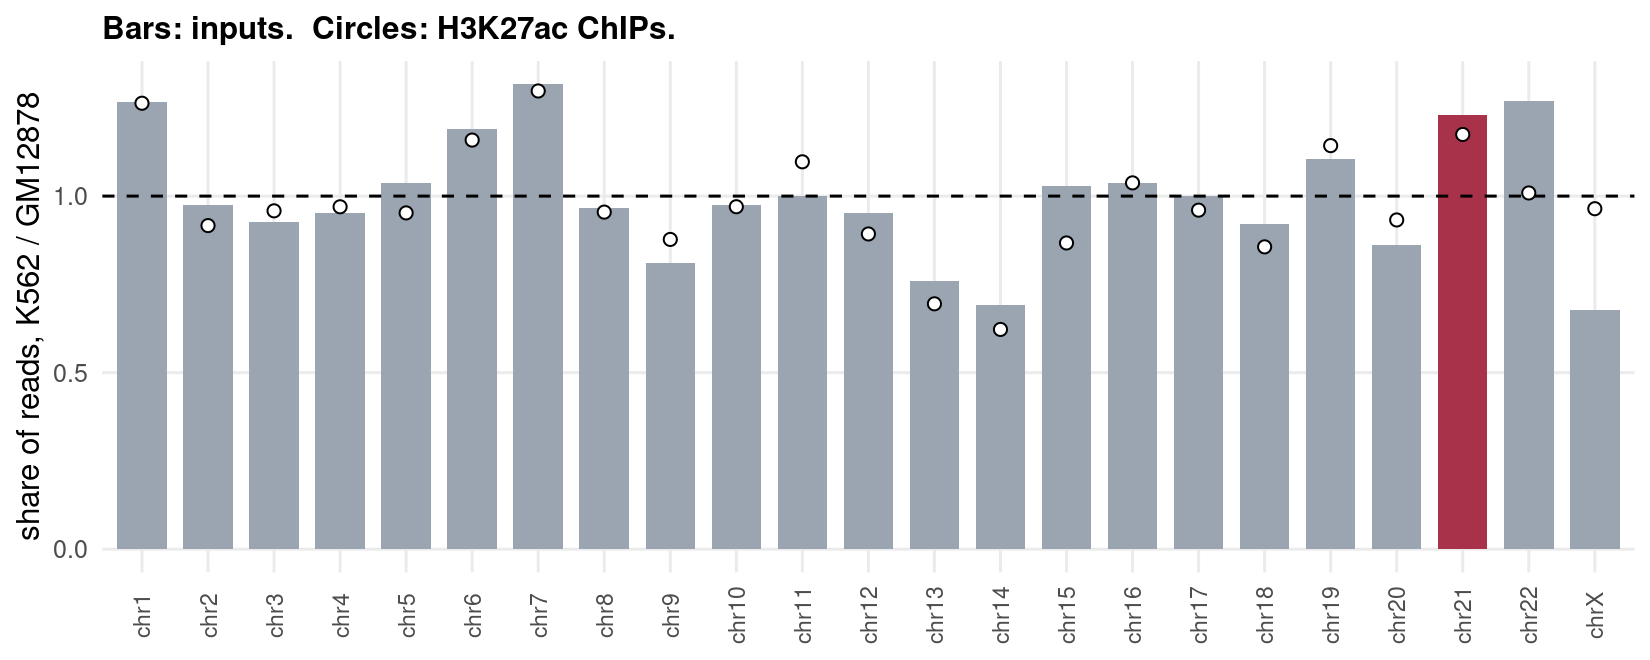 Bars: inputs.  Circles: H3K27ac ChIPs.
share of reads, K562 / GM12878
1.0
0.5
0.0
chr1 chr2 chr3 chr4 chr5 chr6 chr7 chr8 chr9 chr10 chr11 chr12 chr13 chr14 chr15 chr16 chr17 chr18 chr19 chr20 chr21 chr22 chrX